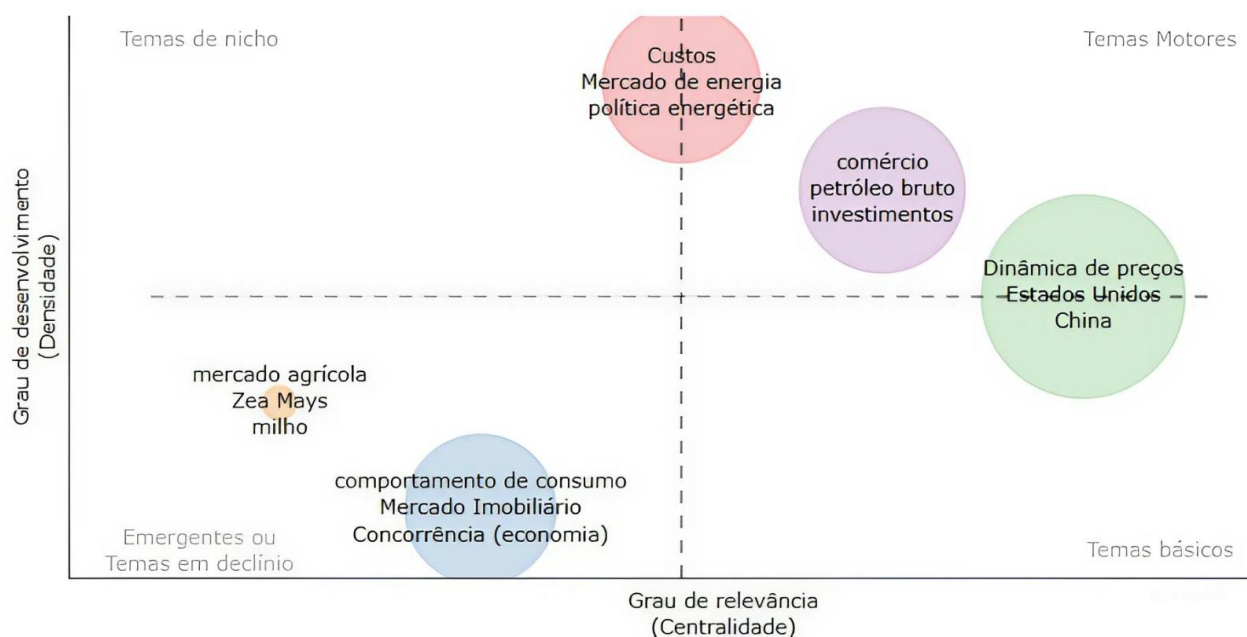 Temas de nicho
Temas Motores
Custos
Mercado de energia
política energética
comércio
petróleo bruto
investimentos
Dinâmica de preços
Estados Unidos
China
Grau de desenvolvimento
(Densidade)
mercado agrícola
Zea Mays
milho
comportamento de consumo
Mercado Imobiliário
Concorrência (economia)
Emergentes ou
Temas em declínio
Temas básicos
Grau de relevância
(Centralidade)